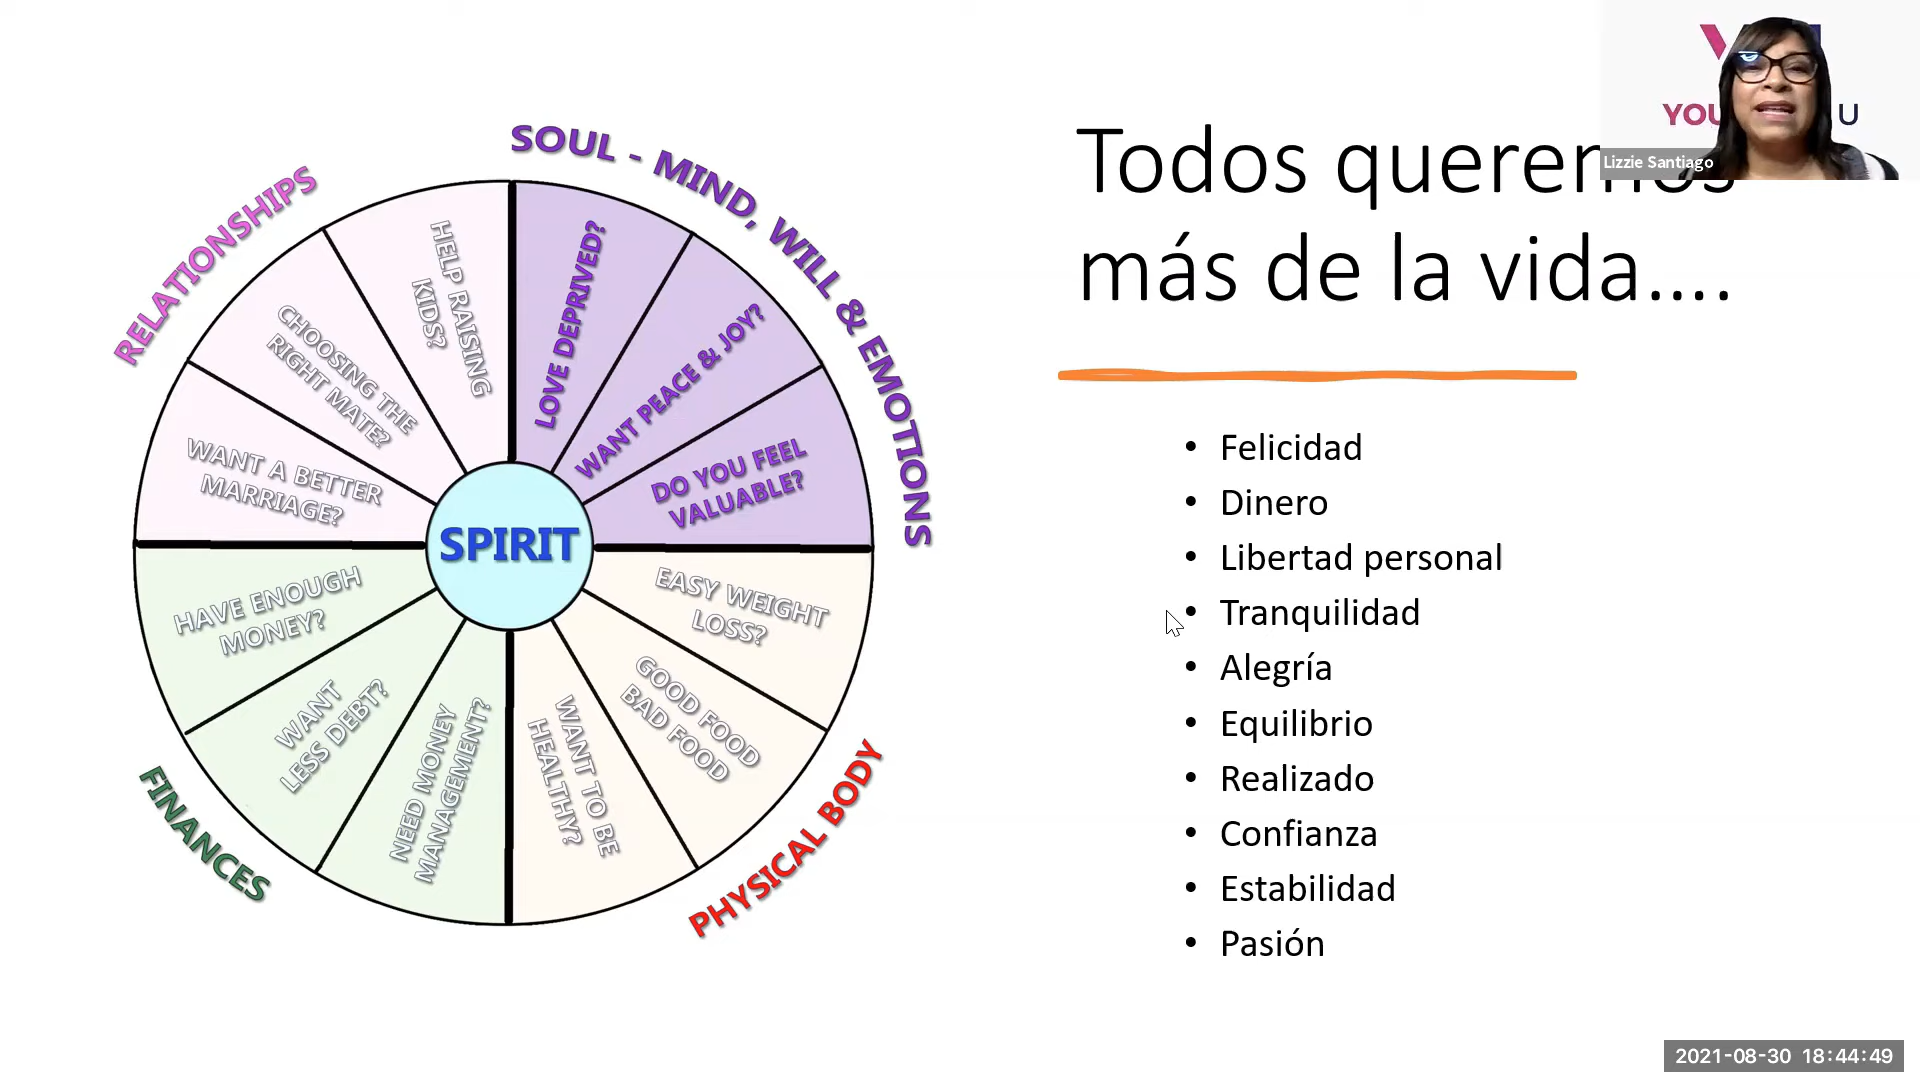 SOUL - MIND, WILL & EMOTIONS
LOVE DEPRIVED?
WANT PEACE & JOY?
DO YOU FEEL
VALUABLE?
PHYSICAL BODY
EASY WEIGHT
LOSS?
GOOD FOOD
BAD FOOD
WANT TO BE
HEALTHY?
FINANCES
NEED MONEY
MANAGEMENT?
WANT
LESS DEBT?
HAVE ENOUGH
MONEY?
RELATIONSHIPS
WANT A BETTER
MARRIAGE?
CHOOSING THE
RIGHT MATE?
HELP RAISING
KIDS?
SPIRIT
Todos queremos
más de la vida....
Felicidad
Dinero
Libertad personal
Tranquilidad
Alegría
Equilibrio
Realizado
Confianza
Estabilidad
Pasión
YOU U
Lizzie Santiago
2021-08-30 18:44:49